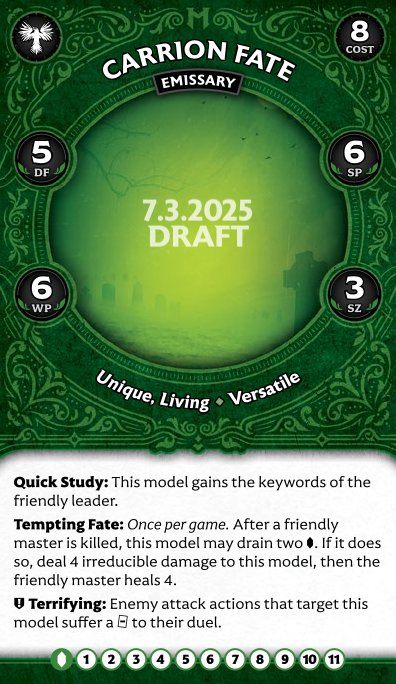 CARRION FATE
EMISSARY
8
COST
5
DF
6
SP
7.3.2025
DRAFT
6
WP
3
SZ
Unique, Living ◆ Versatile
Quick Study: This model gains the keywords of the
friendly leader.
Tempting Fate: Once per game. After a friendly
master is killed, this model may drain two . If it does
so, deal 4 irreducible damage to this model, then the
friendly master heals 4.
Terrifying: Enemy attack actions that target this
model suffer a to their duel.
1 2 3 4 5 6 7 8 9 10 11